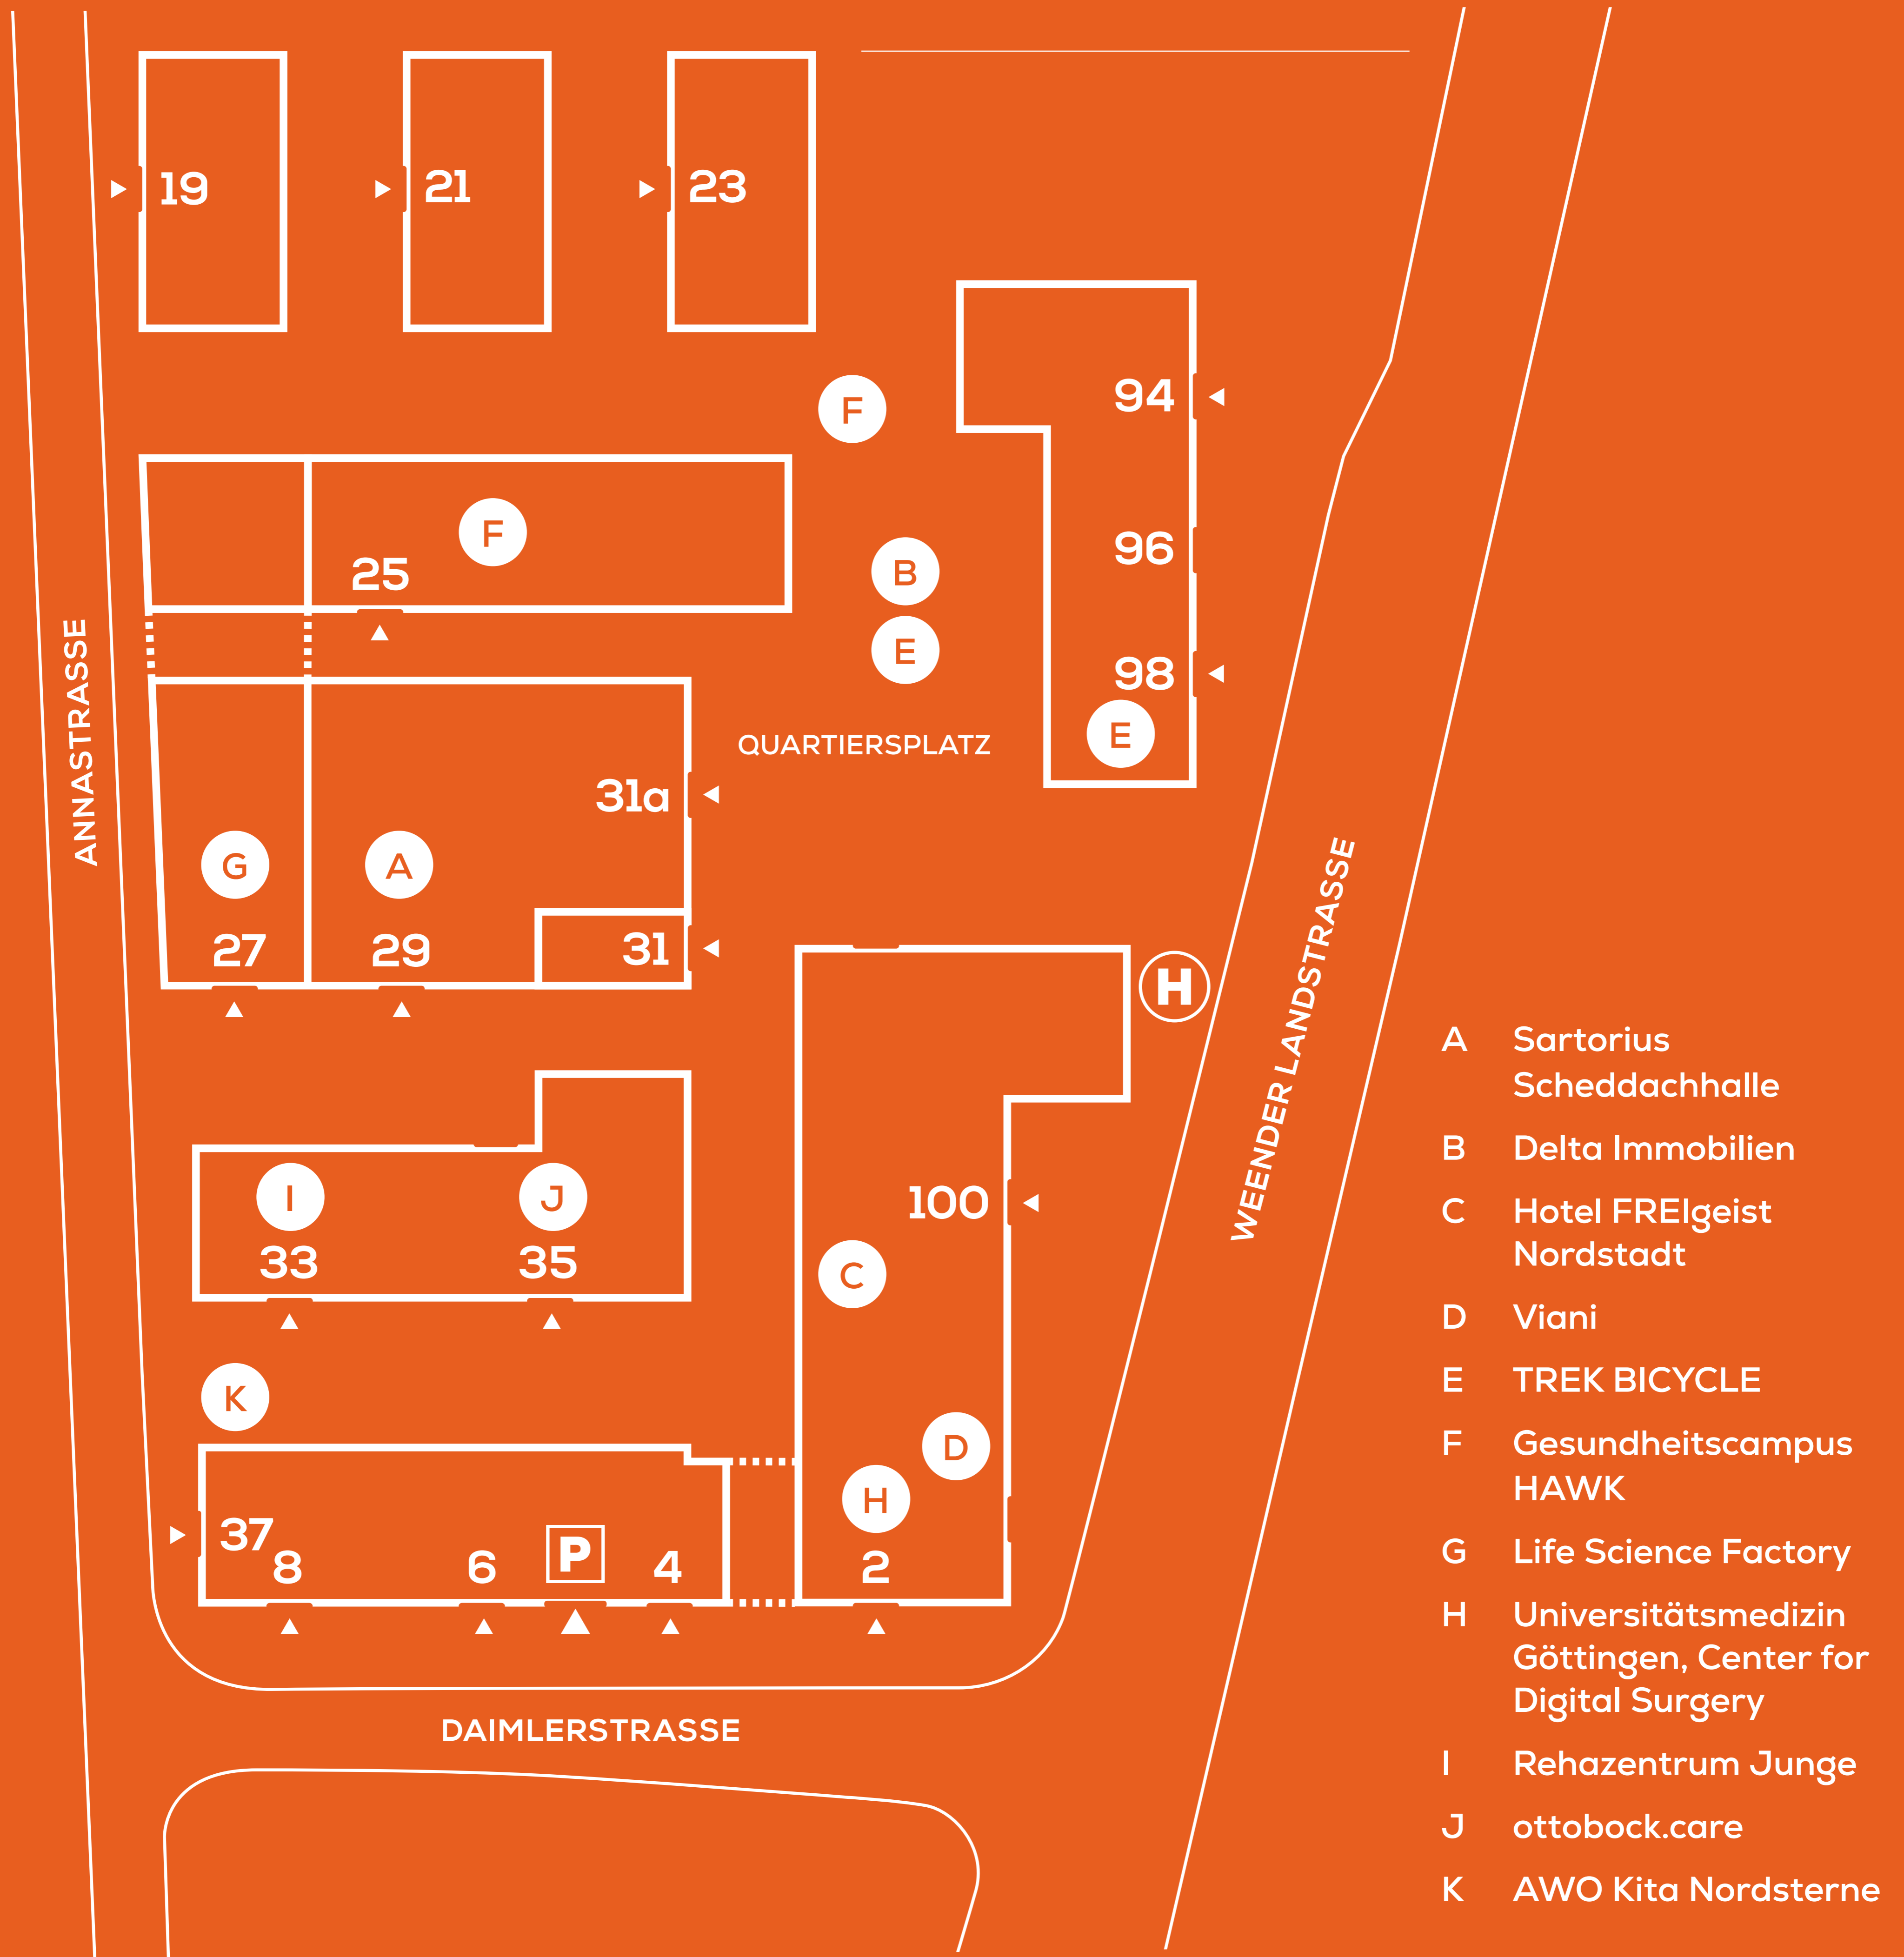 19
21
23
94
F
F
25
B
96
E
98
E
QUARTIERSPLATZ
ANNASTRASSE
31a
G
A
27
29
31
H
WEENDER LANDSTRASSE
I
J
33
35
100
C
K
D
H
37
8
6
P
4
2
DAIMLERSTRASSE
A Sartorius
Scheddachhalle
B Delta Immobilien
C Hotel FREIgeist
Nordstadt
D Viani
E TREK BICYCLE
F Gesundheitscampus
HAWK
G Life Science Factory
H Universitätsmedizin
Göttingen, Center for
Digital Surgery
I Rehazentrum Junge
J ottobock.care
K AWO Kita Nordsterne